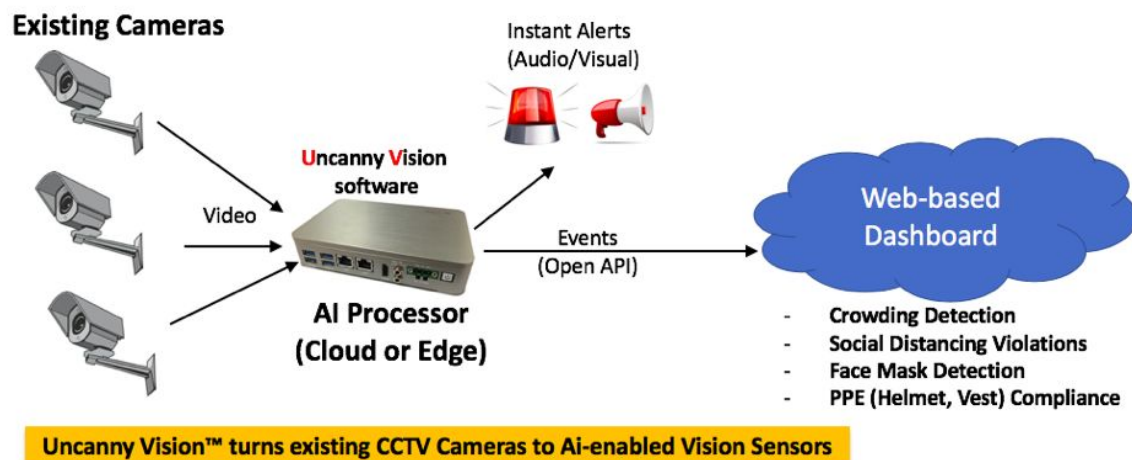 Existing Cameras
Instant Alerts
(Audio/Visual)
Uncanny Vision
software
Video
AI Processor
(Cloud or Edge)
Events
(Open API)
Web-based
Dashboard
- Crowding Detection
- Social Distancing Violations
- Face Mask Detection
- PPE (Helmet, Vest) Compliance
Uncanny Vision™ turns existing CCTV Cameras to Ai-enabled Vision Sensors